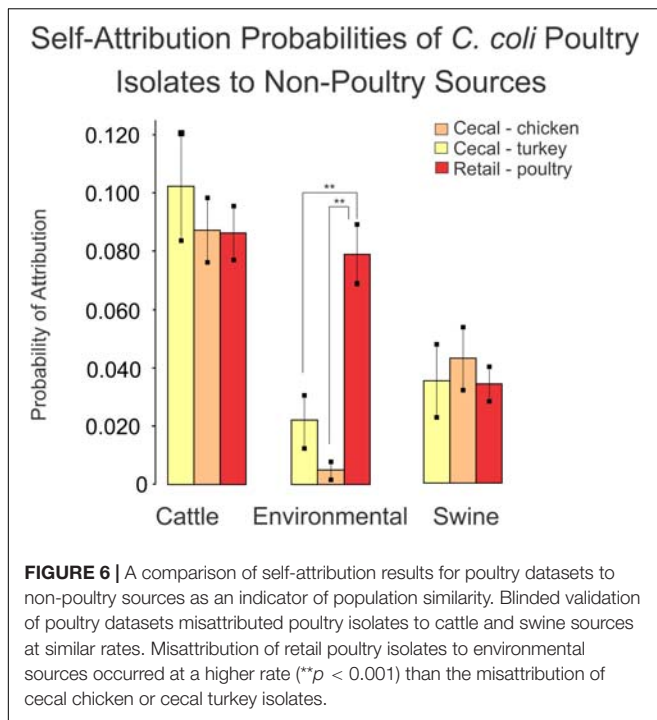 Self-Attribution Probabilities of C. coli Poultry
Isolates to Non-Poultry Sources
Cecal - chicken
Cecal - turkey
Retail - poultry
Probability of Attribution
0.120
0.100
0.080
0.060
0.040
0.020
0
**
**
Cattle Environmental Swine
FIGURE 6 | A comparison of self-attribution results for poultry datasets to
non-poultry sources as an indicator of population similarity. Blinded validation
of poultry datasets misattributed poultry isolates to cattle and swine sources
at similar rates. Misattribution of retail poultry isolates to environmental
sources occurred at a higher rate (**p < 0.001) than the misattribution of
cecal chicken or cecal turkey isolates.